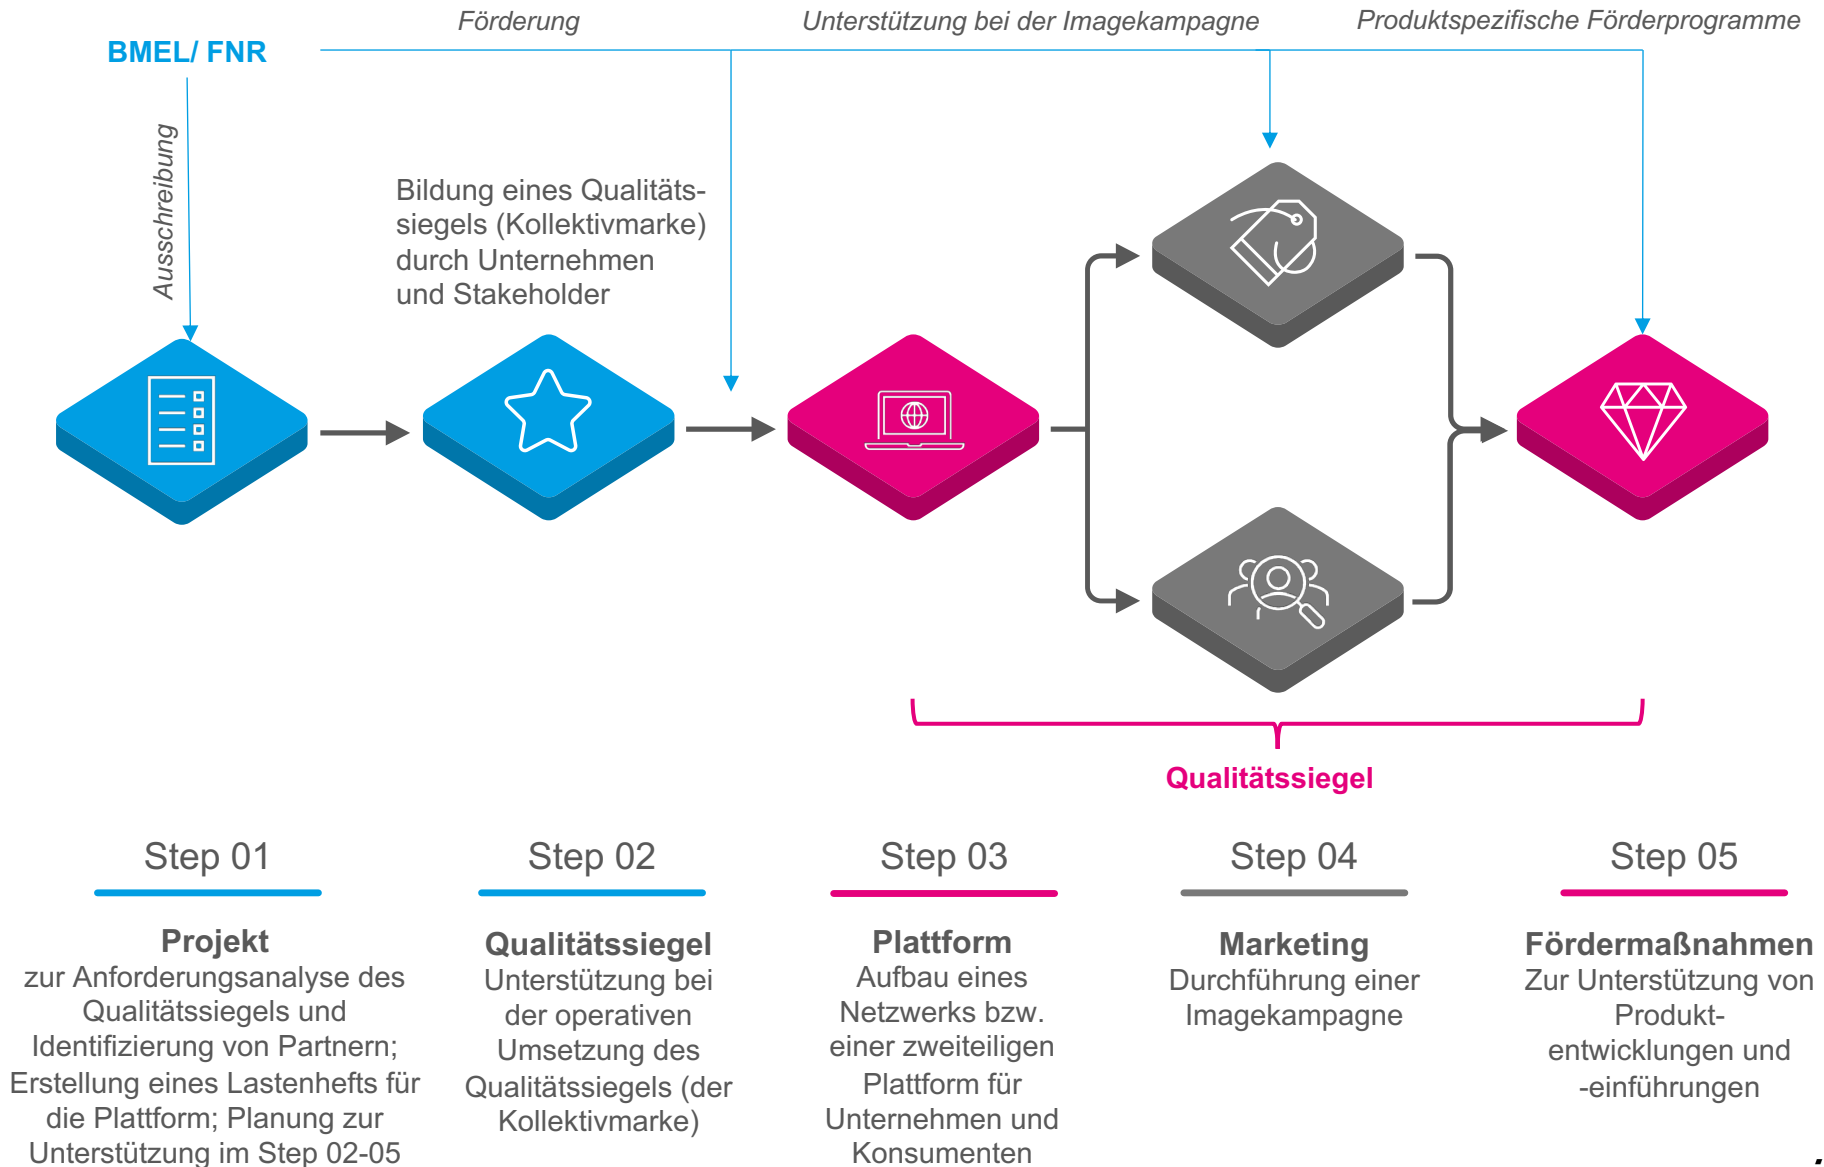 Förderung
Unterstützung bei der Imagekampagne
Produktspezifische Förderprogramme
BMEL/ FNR
Ausschreibung
Bildung eines Qualitäts-
siegels (Kollektivmarke)
durch Unternehmen
und Stakeholder
Qualitätssiegel
Step 01
Projekt
zur Anforderungsanalyse des
Qualitätssiegels und
Identifizierung von Partnern;
Erstellung eines Lastenhefts für
die Plattform; Planung zur
Unterstützung im Step 02-05
Step 02
Qualitätssiegel
Unterstützung bei
der operativen
Umsetzung des
Qualitätssiegels (der
Kollektivmarke)
Step 03
Plattform
Aufbau eines
Netzwerks bzw.
einer zweiteiligen
Plattform für
Unternehmen und
Konsumenten
Step 04
Marketing
Durchführung einer
Imagekampagne
Step 05
Fördermaßnahmen
Zur Unterstützung von
Produkt-
entwicklungen und
-einführungen